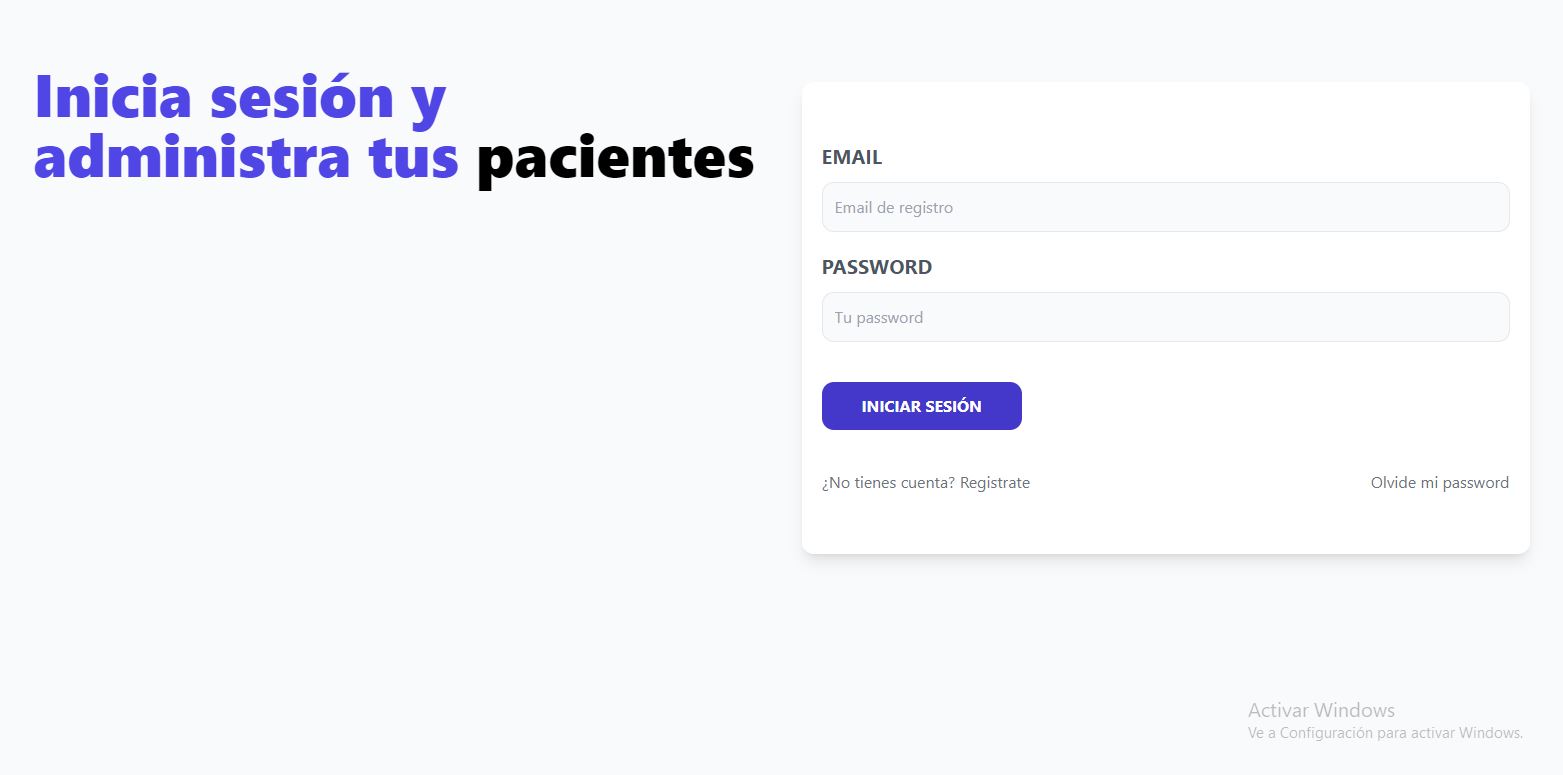 Inicia sesión y
administra tus pacientes
EMAIL
Email de registro
PASSWORD
Tu password
INICIAR SESIÓN
¿No tienes cuenta? Registrate
Olvide mi password
Activar Windows
Ve a Configuración para activar Windows.